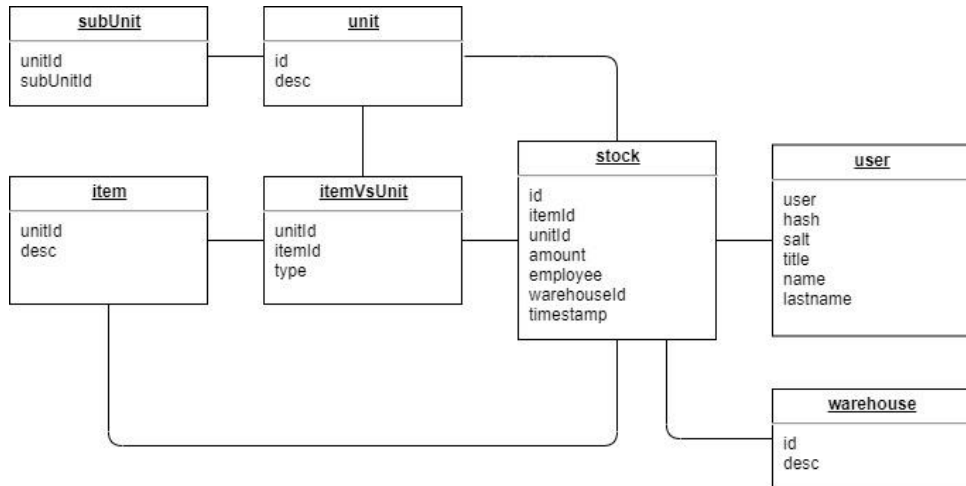 subUnit
unitId
subUnitId
unit
id
desc
item
unitId
desc
itemVsUnit
unitId
itemId
type
stock
id
itemId
unitId
amount
employee
warehouseId
timestamp
user
user
hash
salt
title
name
lastname
warehouse
id
desc